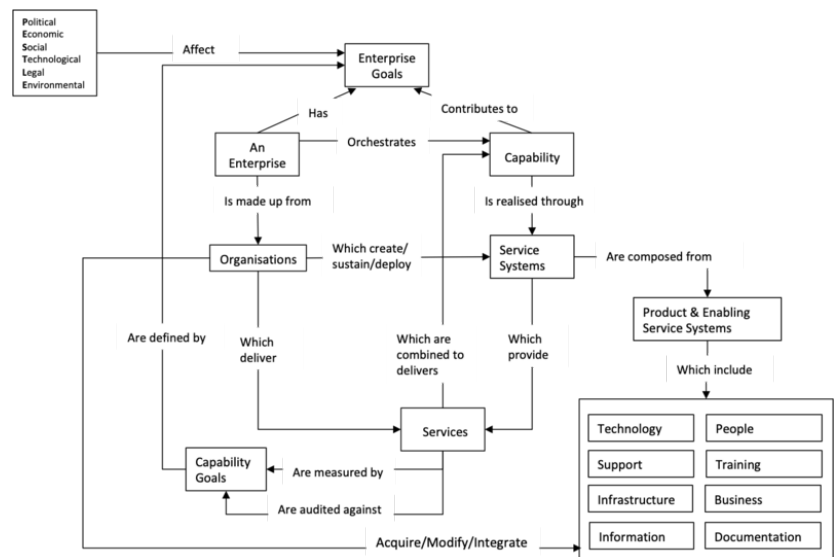 Political
Economic
Social
Technological
Legal
Environmental
Affect
Enterprise
Goals
Has
Contributes to
An
Enterprise
Orchestrates
Capability
Is made up from
Is realised through
Organisations
Which create/
sustain/deploy
Service
Systems
Are composed from
Product & Enabling
Service Systems
Are defined by
Which
deliver
Which are
combined to
delivers
Which
provide
Which include
Services
Technology
People
Support
Training
Infrastructure
Business
Information
Documentation
Capability
Goals
Are measured by
Are audited against
Acquire/Modify/Integrate